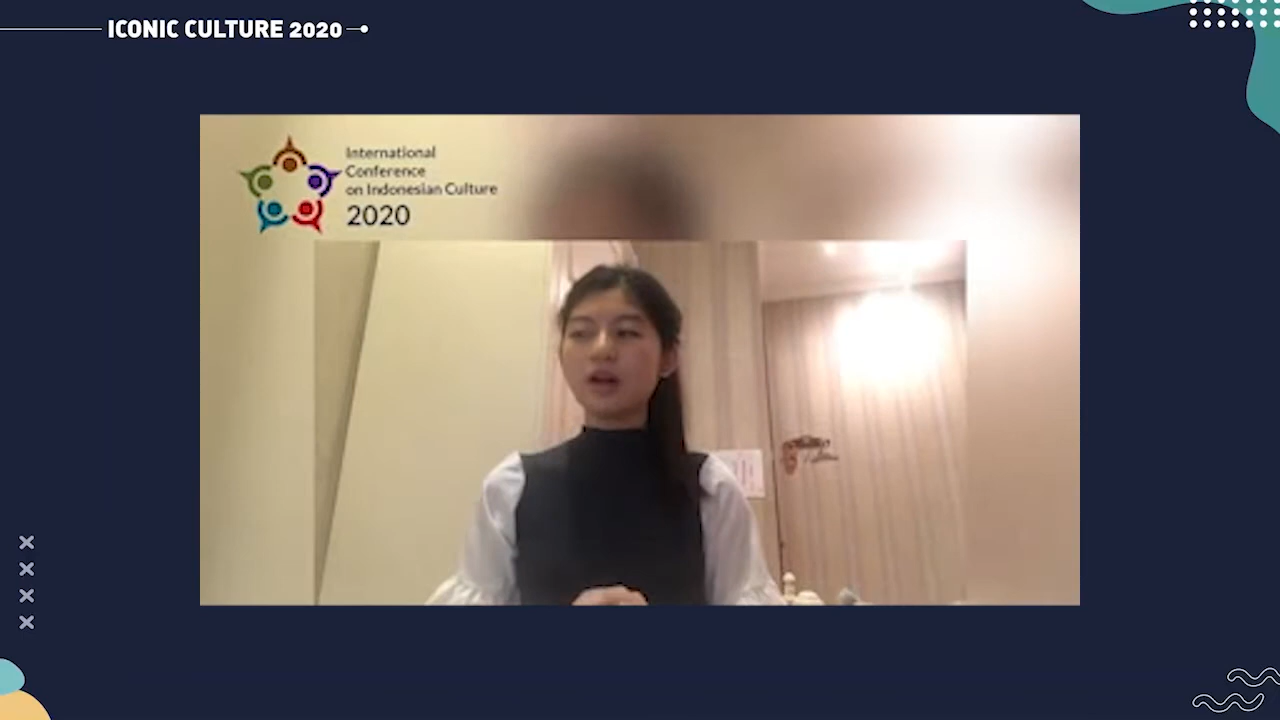 ICONIC CULTURE 2020
International
Conference
on Indonesian Culture
2020